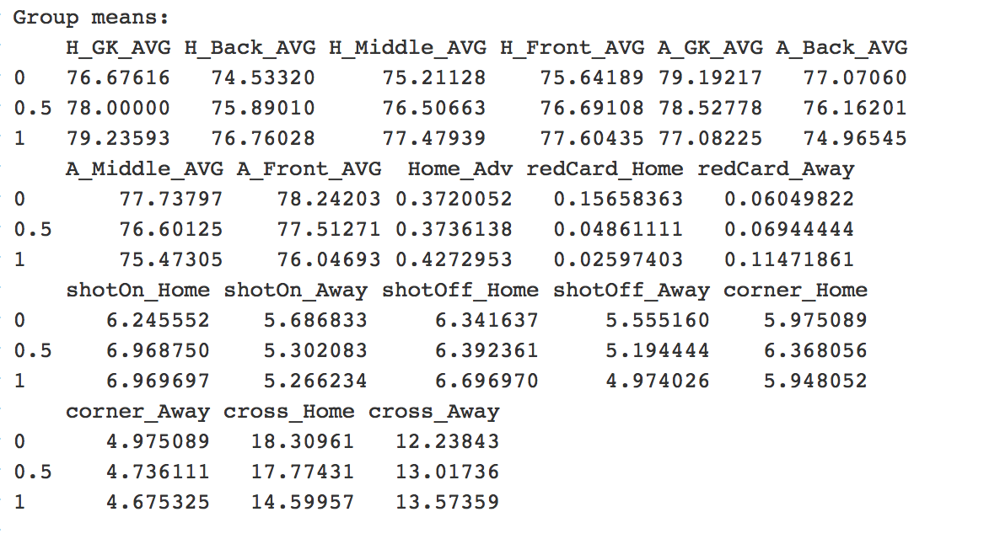 Group means:
H_GK_AVG H_Back_AVG H_Middle_AVG H_Front_AVG A_GK_AVG A_Back_AVG
0 76.67616 74.53320 75.21128 75.64189 79.19217 77.07060
0.5 78.00000 75.89010 76.50663 76.69108 78.52778 76.16201
1 79.23593 76.76028 77.47939 77.60435 77.08225 74.96545
A_Middle_AVG A_Front_AVG Home_Adv redCard_Home redCard_Away
0 77.73797 78.24203 0.3720052 0.15658363 0.06049822
0.5 76.60125 77.51271 0.3736138 0.04861111 0.06944444
1 75.47305 76.04693 0.4272953 0.02597403 0.11471861
shotOn_Home shotOn_Away shotOff_Home shotOff_Away corner_Home
0 6.245552 5.686833 6.341637 5.555160 5.975089
0.5 6.968750 5.302083 6.392361 5.194444 6.368056
1 6.969697 5.266234 6.696970 4.974026 5.948052
corner_Away cross_Home cross_Away
0 4.975089 18.30961 12.23843
0.5 4.736111 17.77431 13.01736
1 4.675325 14.59957 13.57359